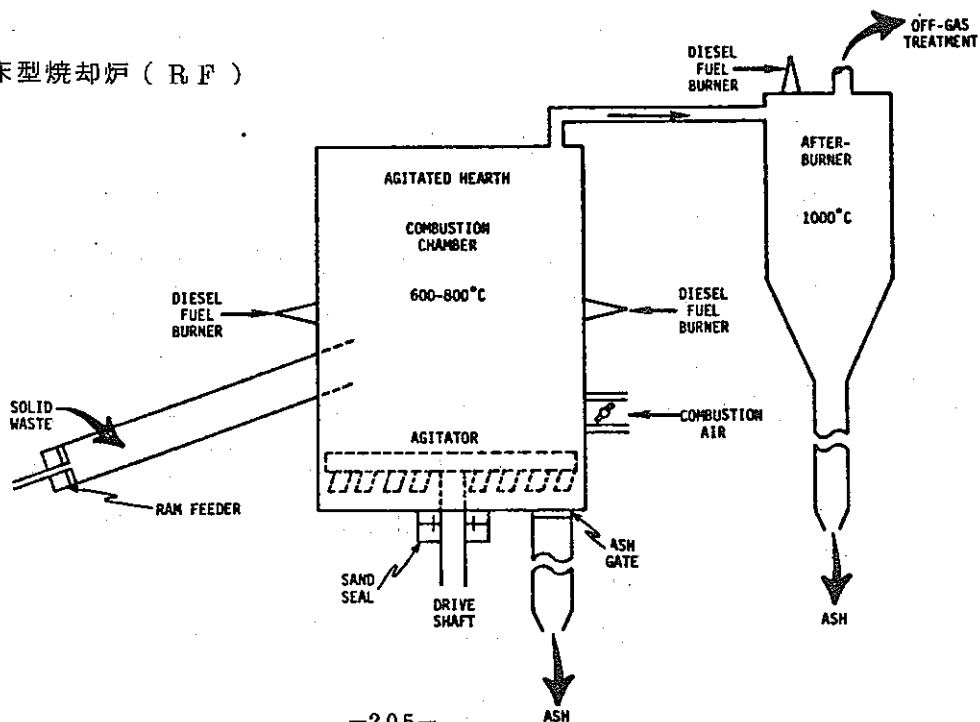 床型焼却炉(RF)
OFF-GAS
TREATMENT
DIESEL
FUEL
BURNER
AFTER-
BURNER
1000°C
AGITATED HEARTH
COMBUSTION
CHAMBER
600-800°C
DIESEL
FUEL
BURNER
DIESEL
FUEL
BURNER
SOLID
WASTE
COMBUSTION
AIR
AGITATOR
RAM FEEDER
ASH
GATE
SAND
SEAL
DRIVE
SHAFT
ASH
ASH
—205—